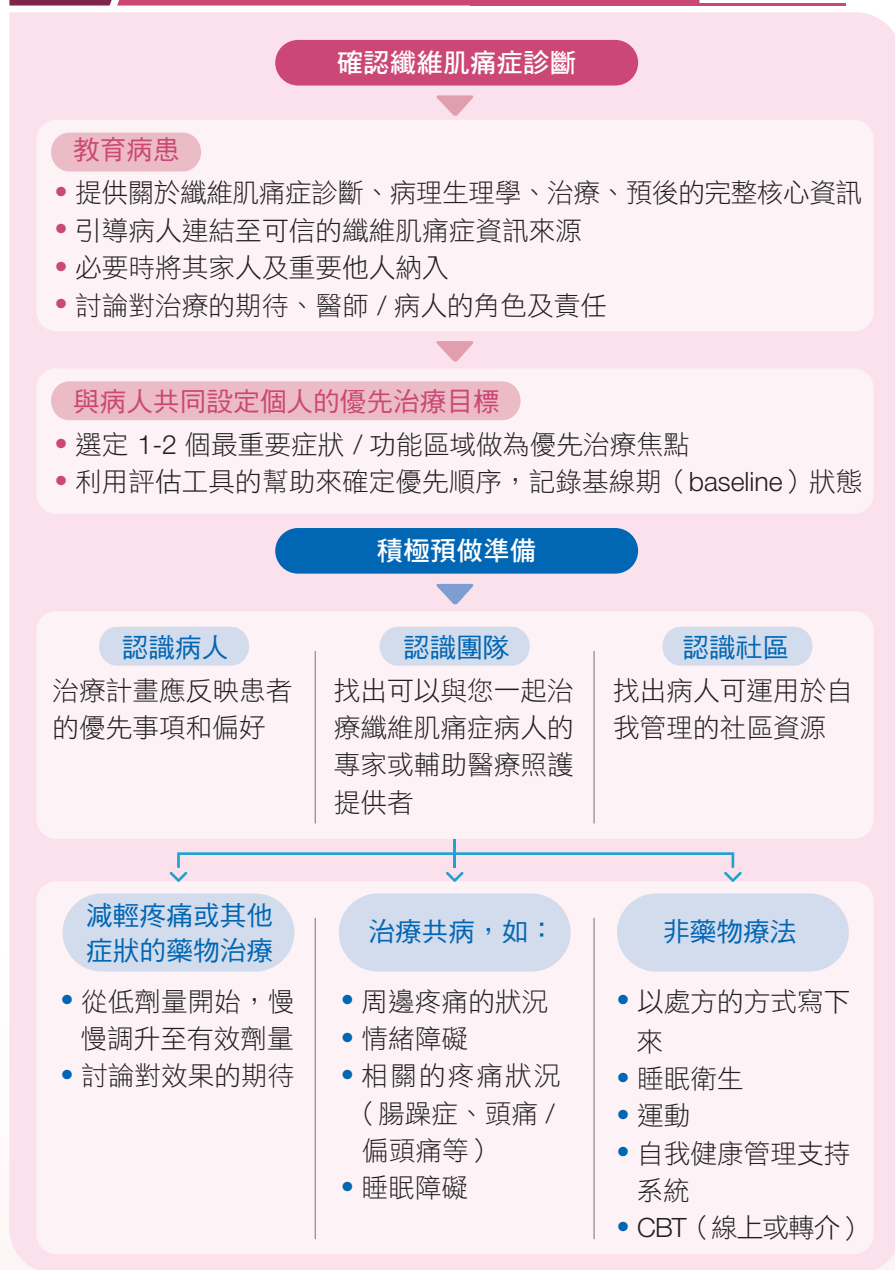 確認纖維肌痛症診斷
教育病患
•提供關於纖維肌痛症診斷、病理生理學、治療、預後的完整核心資訊
•引導病人連結至可信的纖維肌痛症資訊來源
•必要時將其家人及重要他人納入
•討論對治療的期待、醫師 / 病人的角色及責任
與病人共同設定個人的優先治療目標
•選定 1-2 個最重要症狀 / 功能區域做為優先治療焦點
•利用評估工具的幫助來確定優先順序，記錄基線期（baseline）狀態
積極預做準備
認識病人
治療計畫應反映患者
的優先事項和偏好
認識團隊
找出可以與您一起治
療纖維肌痛症病人的
專家或輔助醫療照護
提供者
認識社區
找出病人可運用於自
我管理的社區資源
減輕疼痛或其他
症狀的藥物治療
•從低劑量開始，慢
慢調升至有效劑量
•討論對效果的期待
治療共病，如：
•周邊疼痛的狀況
•情緒障礙
•相關的疼痛狀況
（腸躁症、頭痛 /
偏頭痛等）
•睡眠障礙
非藥物療法
•以處方的方式寫下
來
•睡眠衛生
•運動
•自我健康管理支持
系統
•CBT（線上或轉介）